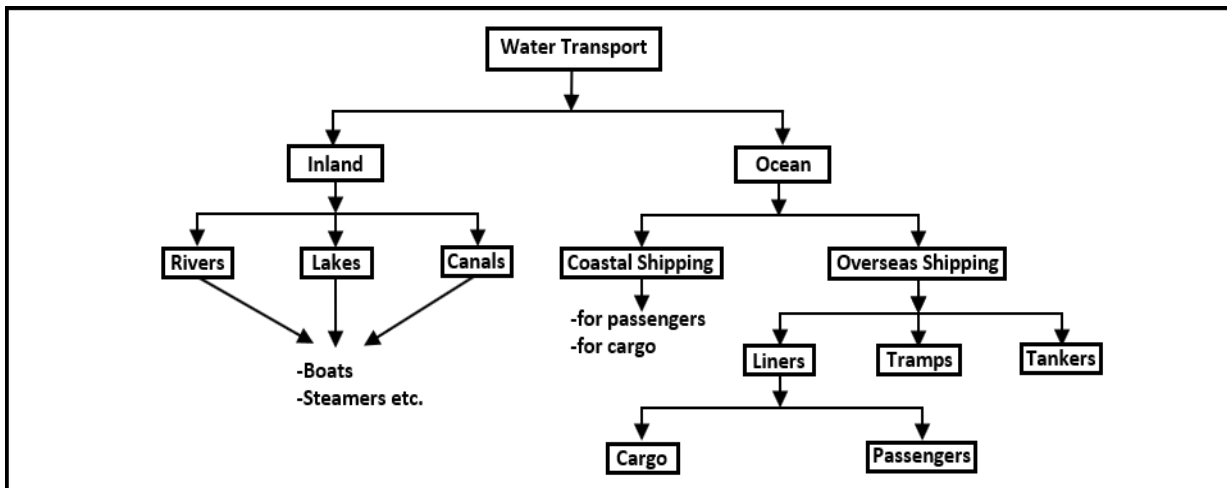 Water Transport
Inland
Ocean
Rivers
Lakes
Canals
Coastal Shipping
Overseas Shipping
-for passengers
-for cargo
-Boats
-Steamers etc.
Liners
Tramps
Tankers
Cargo
Passengers